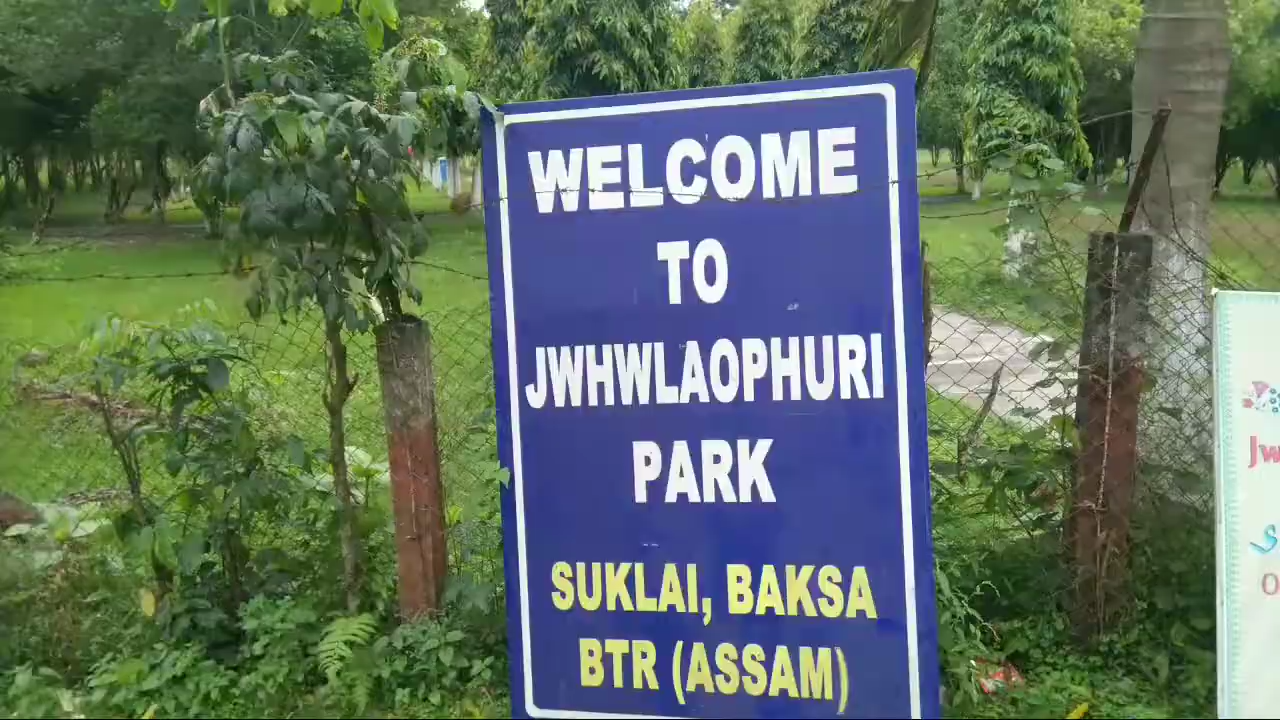 WELCOME
TO
JWHWLAOPHURI
PARK
SUKLAI, BAKSA
BTR (ASSAM)